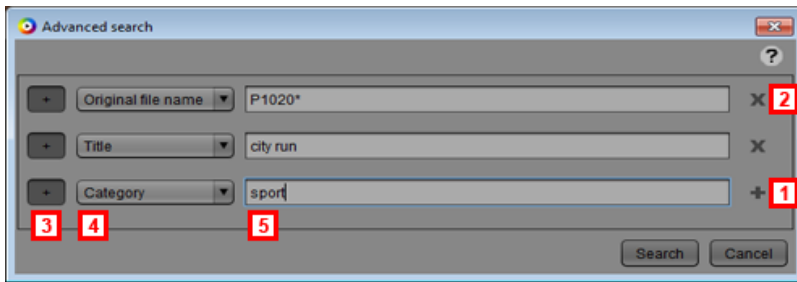 Advanced search
?
+ Original file name P1020* x 2
+ Title city run x
+ Category sport + 1
3 4 5
Search Cancel